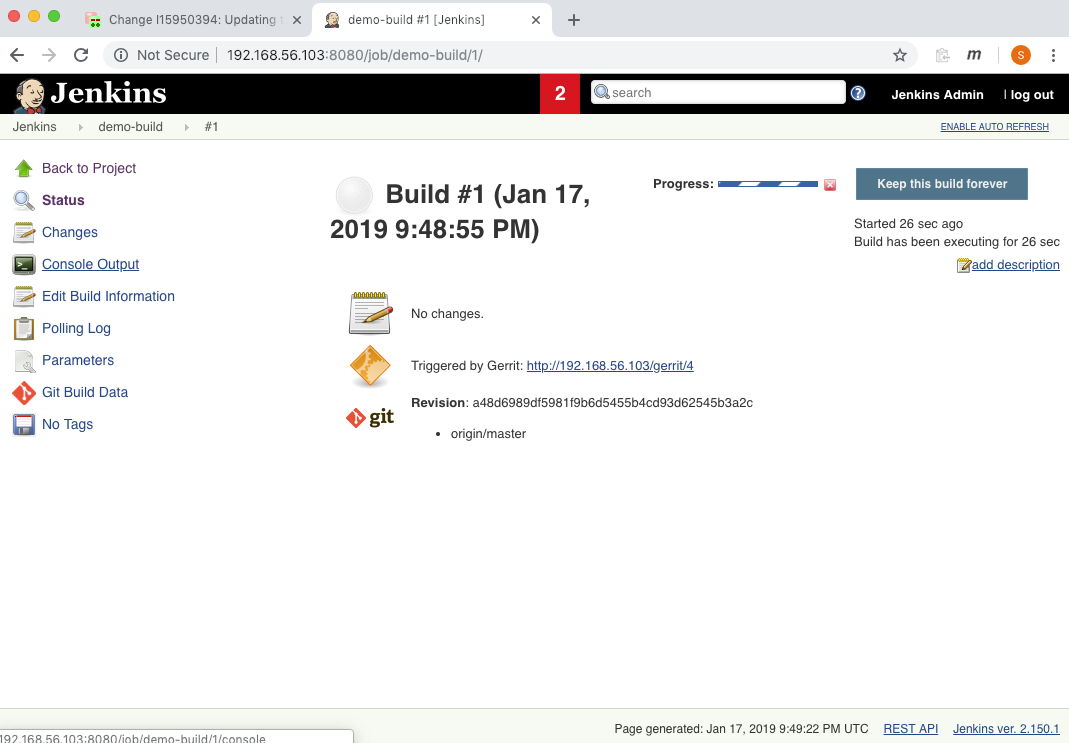 Change I15950394: Updating
demo-build #1 [Jenkins]
Not Secure
192.168.56.103:8080/job/demo-build/1/
m
S
Jenkins
2
search
Jenkins Admin
| log out
Jenkins
demo-build
#1
ENABLE AUTO REFRESH
Back to Project
Status
Changes
Console Output
Edit Build Information
Polling Log
Parameters
Git Build Data
No Tags
Build #1 (Jan 17,
2019 9:48:55 PM)
Progress:
Keep this build forever
Started 26 sec ago
Build has been executing for 26 sec
add description
No changes.
Triggered by Gerrit: http://192.168.56.103/gerrit/4
git
Revision: a48d6989df5981f9b6d5455b4cd93d62545b3a2c
origin/master
Page generated: Jan 17, 2019 9:49:22 PM UTC
REST API
Jenkins ver. 2.150.1
192.168.56.103:8080/job/demo-build/1/console